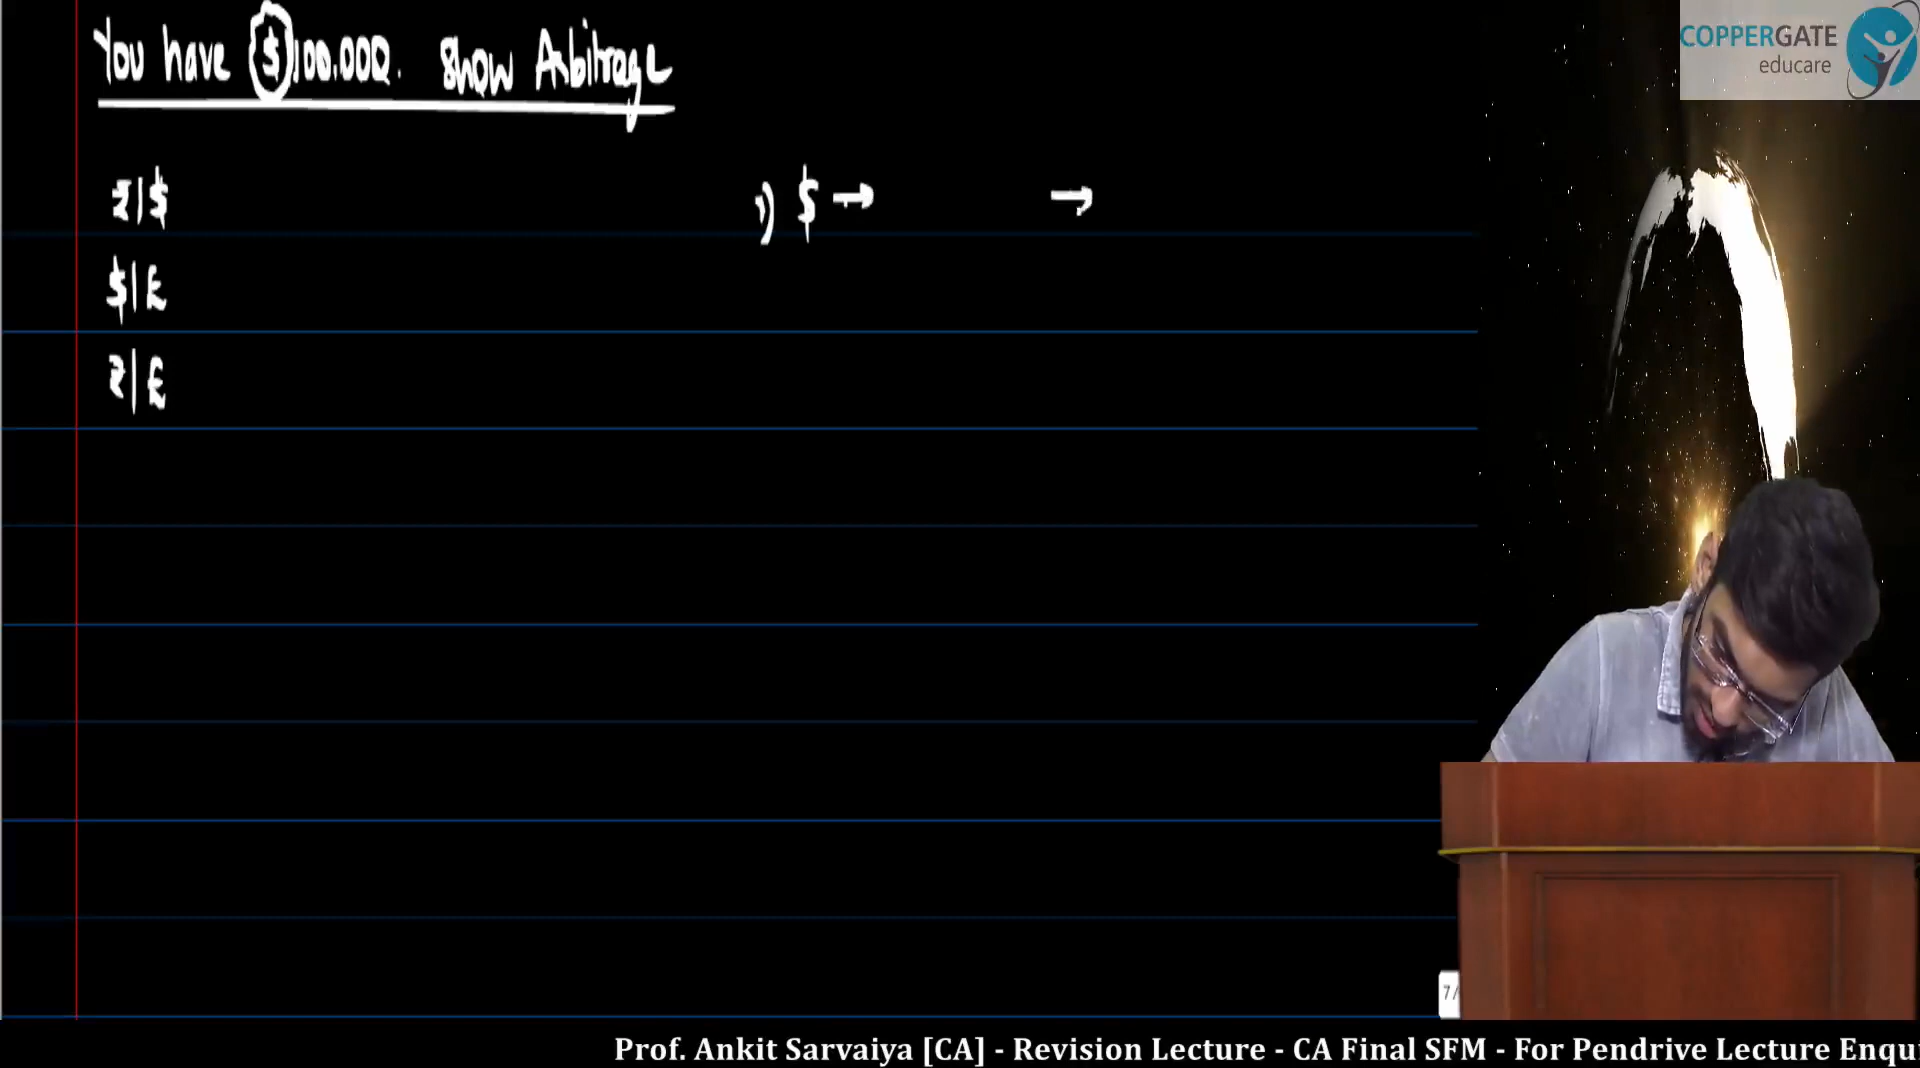 You have $100,000. Show Arbitrage
COPPERGATE
educare
₹|$
1) $ → →
$|£
₹|£
7/
Prof. Ankit Sarvaiya [CA] - Revision Lecture - CA Final SFM - For Pendrive Lecture Enqu